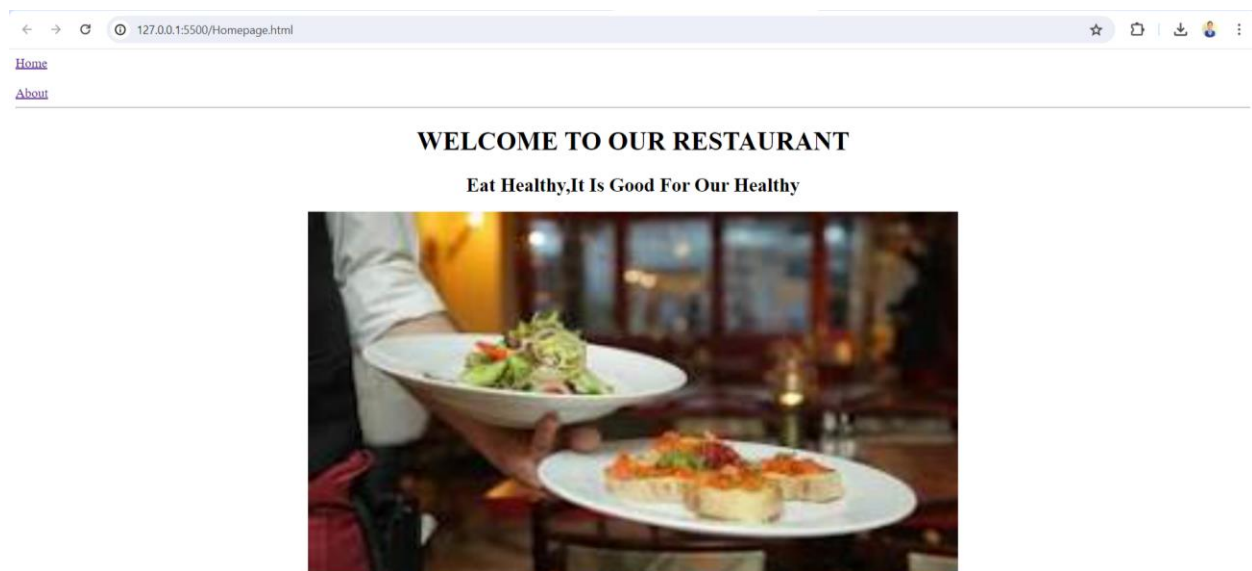 127.0.0.1:5500/Homepage.html
Home
About
WELCOME TO OUR RESTAURANT
Eat Healthy,It Is Good For Our Healthy